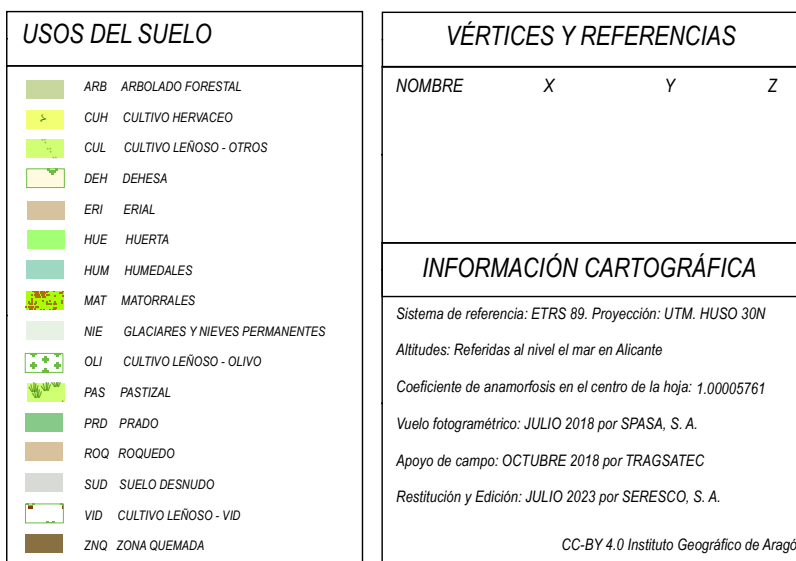 USOS DEL SUELO
ARB ARBOLADO FORESTAL
CUH CULTIVO HERVACEO
CUL CULTIVO LEÑOSO - OTROS
DEH DEHESA
ERI ERIAL
HUE HUERTA
HUM HUMEDALES
MAT MATORRALES
NIE GLACIARES Y NIEVES PERMANENTES
OLI CULTIVO LEÑOSO - OLIVO
PAS PASTIZAL
PRD PRADO
ROQ ROQUEDO
SUD SUELO DESNUDO
VID CULTIVO LEÑOSO - VID
ZNQ ZONA QUEMADA
VÉRTICES Y REFERENCIAS
NOMBRE X Y Z
INFORMACIÓN CARTOGRÁFICA
Sistema de referencia: ETRS 89. Proyección: UTM. HUSO 30N
Altitudes: Referidas al nivel el mar en Alicante
Coeficiente de anamorfosis en el centro de la hoja: 1.00005761
Vuelo fotogramétrico: JULIO 2018 por SPASA, S. A.
Apoyo de campo: OCTUBRE 2018 por TRAGSATEC
Restitución y Edición: JULIO 2023 por SERESCO, S. A.
CC-BY 4.0 Instituto Geográfico de Aragó